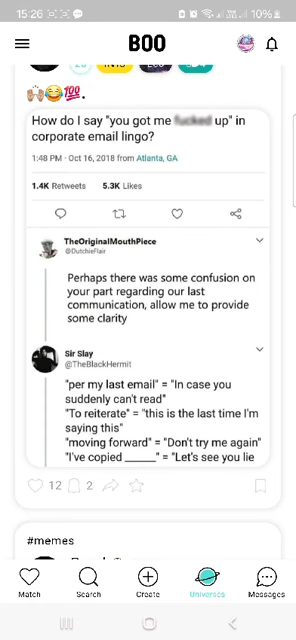 15:26
10%
BOO
INTJ
How do I say "you got me up" in
corporate email lingo?
1:48 PM · Oct 16, 2018 from Atlanta, GA
1.4K Retweets 5.3K Likes
TheOriginalMouthPiece
@DutchieFlair
Perhaps there was some confusion on
your part regarding our last
communication, allow me to provide
some clarity
Sir Slay
@TheBlackHermit
"per my last email" = "In case you
suddenly can't read"
"To reiterate" = "this is the last time I'm
saying this"
"moving forward" = "Don't try me again"
"I've copied ______" = "Let's see you lie
12 2
#memes
Match Search Create Universes Messages